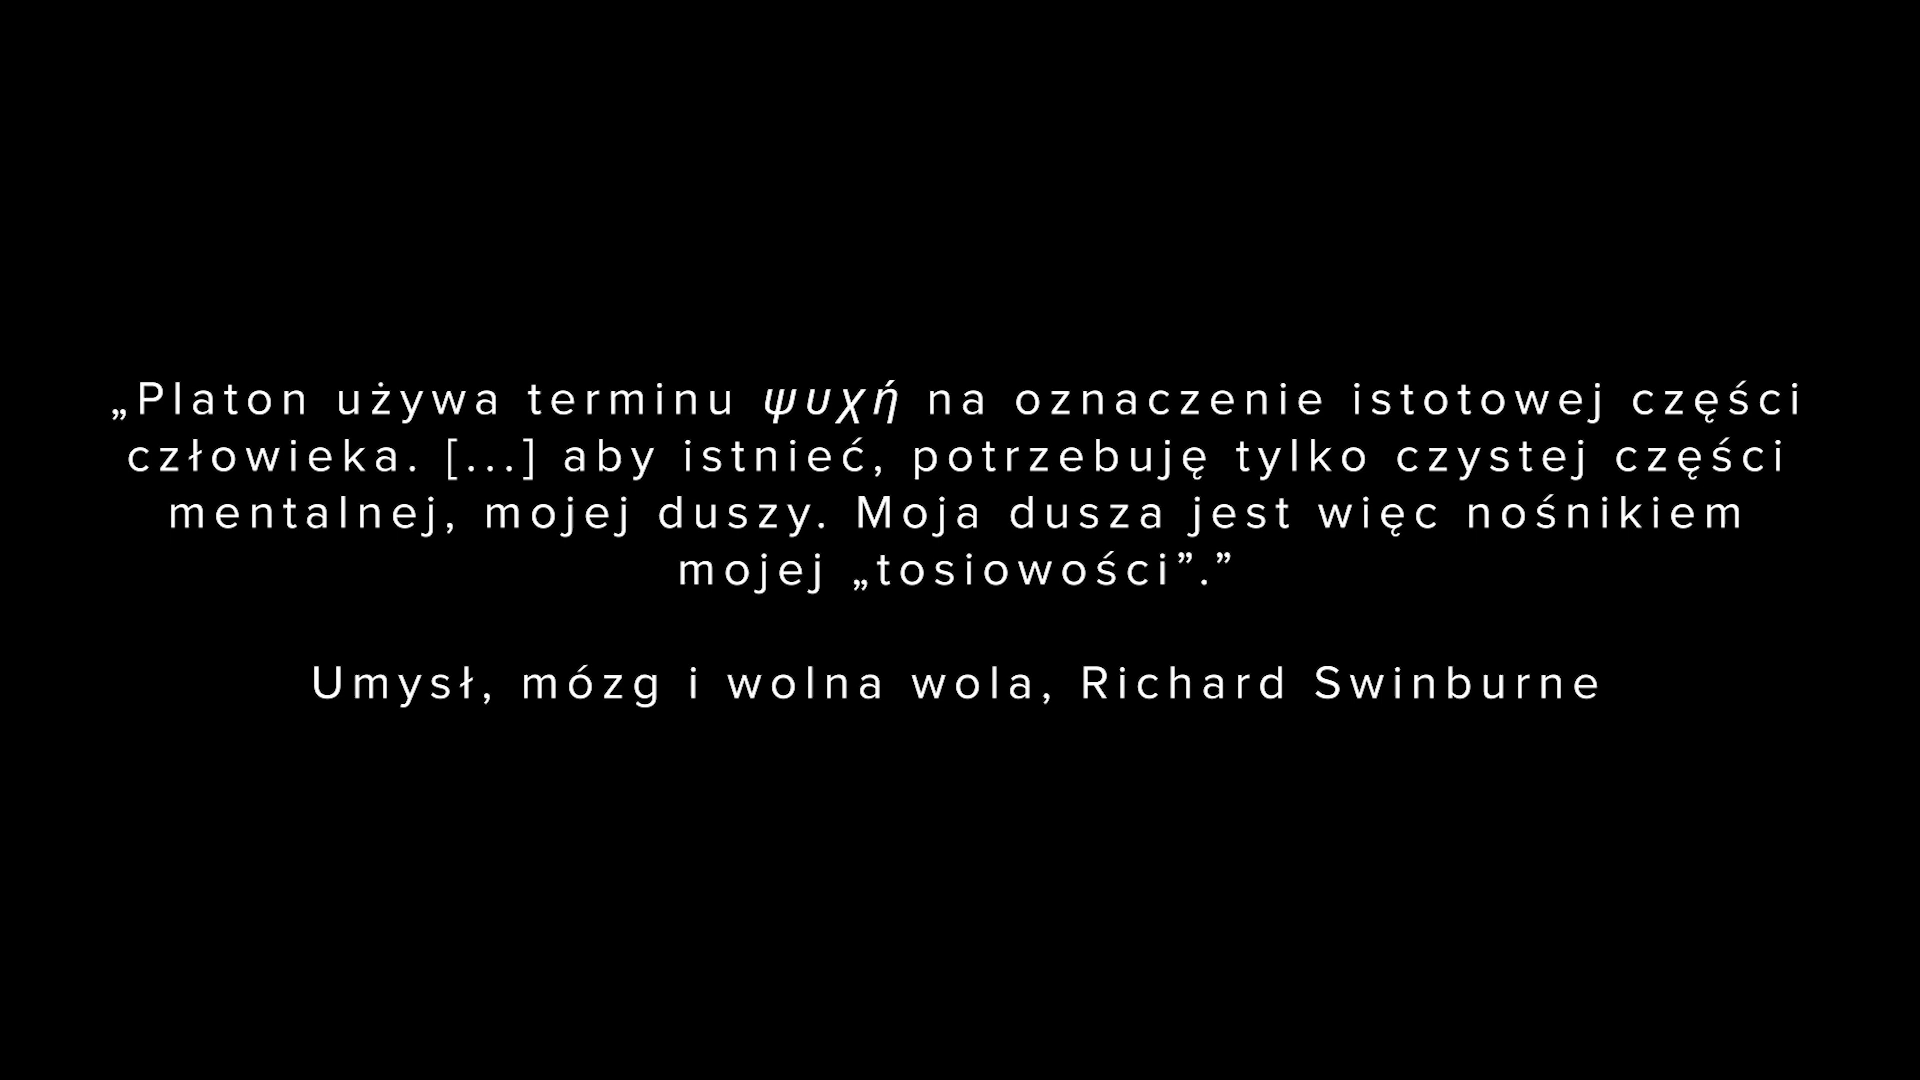 „Platon używa terminu ψυχή na oznaczenie istotowej części
człowieka. [...] aby istnieć, potrzebuję tylko czystej części
mentalnej, mojej duszy. Moja dusza jest więc nośnikiem
mojej „tosiowości”.”
Umysł, mózg i wolna wola, Richard Swinburne